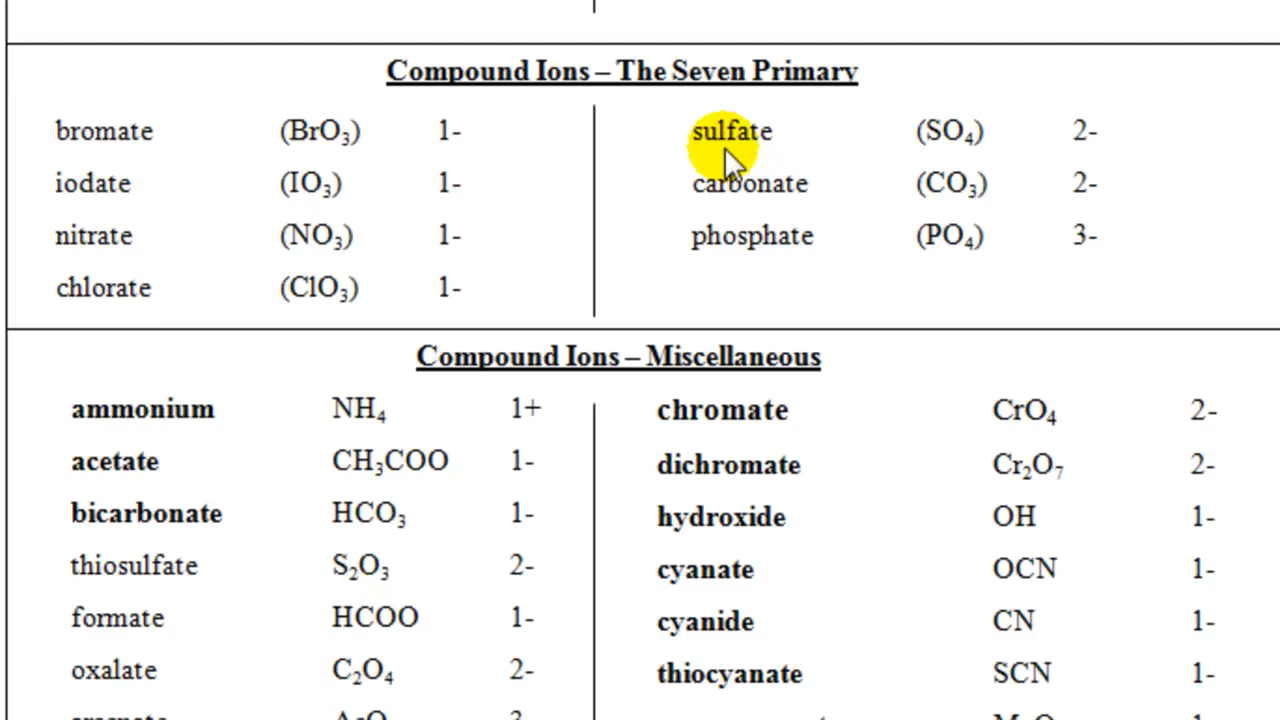 Compound Ions – The Seven Primary
bromate (BrO₃) 1- sulfate (SO₄) 2-
iodate (IO₃) 1- carbonate (CO₃) 2-
nitrate (NO₃) 1- phosphate (PO₄) 3-
chlorate (ClO₃) 1-
Compound Ions – Miscellaneous
ammonium NH₄ 1+ chromate CrO₄ 2-
acetate CH₃COO 1- dichromate Cr₂O₇ 2-
bicarbonate HCO₃ 1- hydroxide OH 1-
thiosulfate S₂O₃ 2- cyanate OCN 1-
formate HCOO 1- cyanide CN 1-
oxalate C₂O₄ 2- thiocyanate SCN 1-